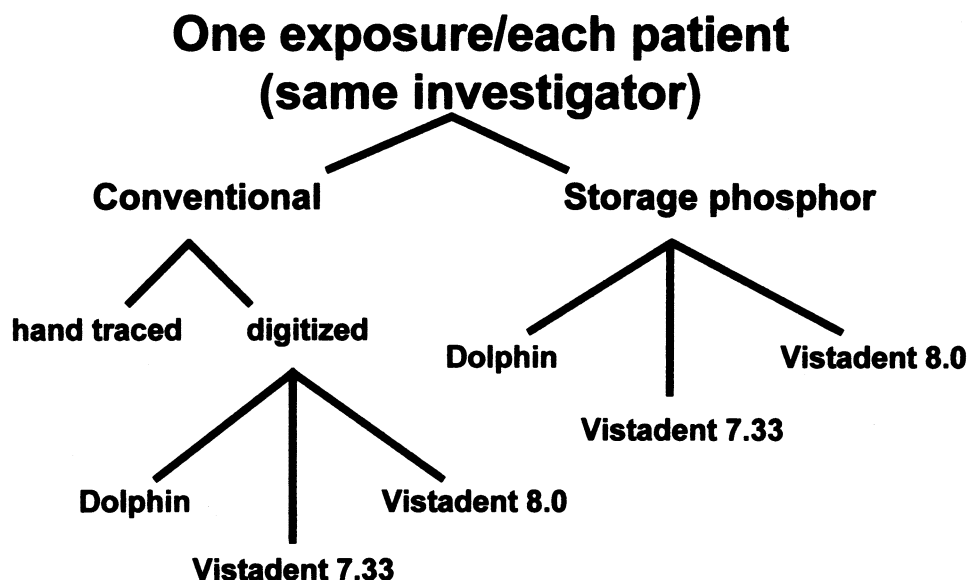 One exposure/each patient
(same investigator)
Conventional
Storage phosphor
hand traced
digitized
Dolphin
Vistadent 8.0
Vistadent 7.33
Dolphin
Vistadent 8.0
Vistadent 7.33